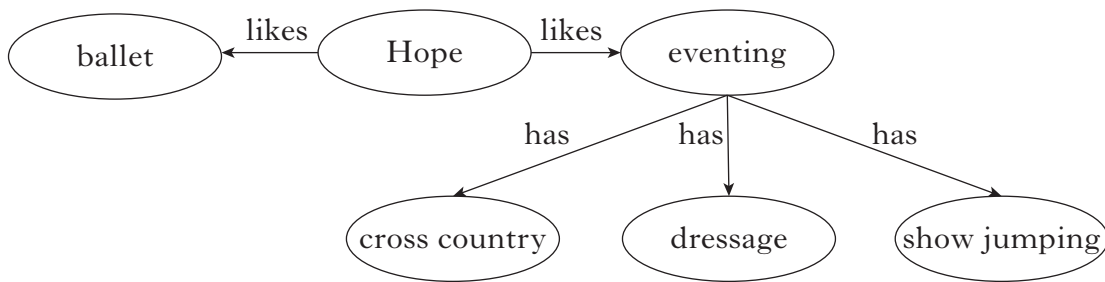 likes likes
ballet Hope eventing
has has has
cross country dressage show jumping